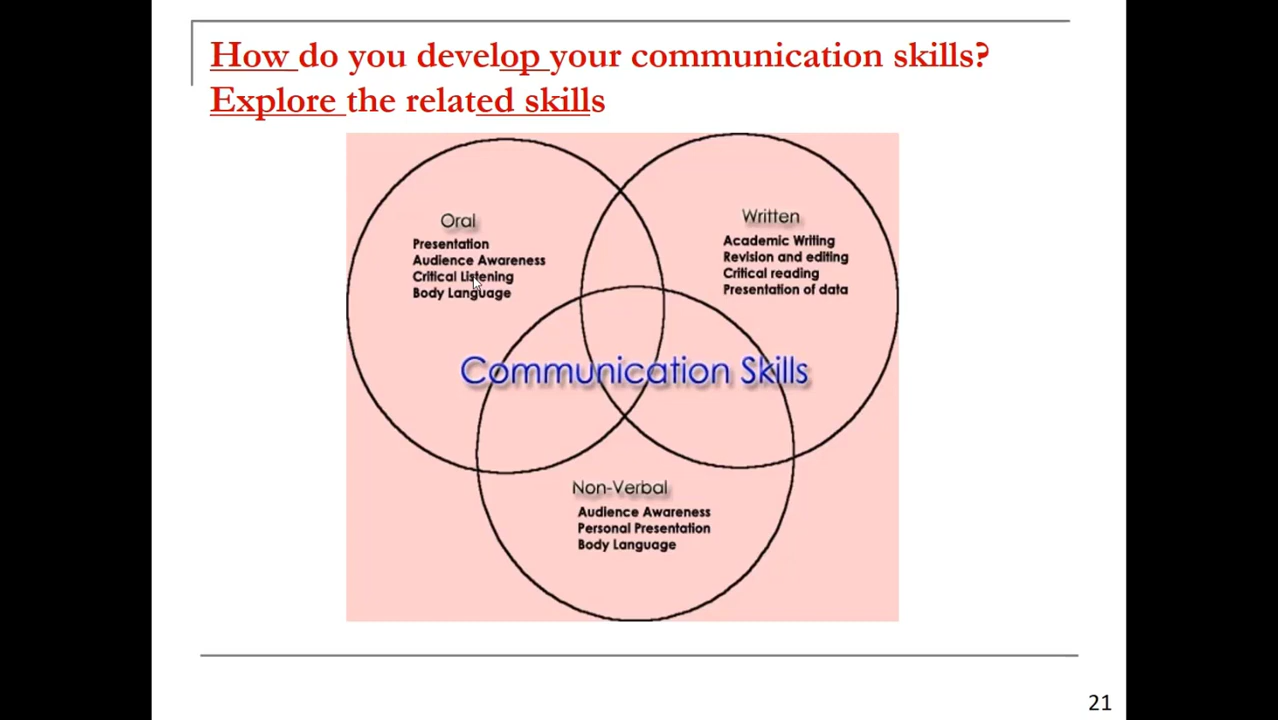 How do you develop your communication skills?
Explore the related skills
Oral
Presentation
Audience Awareness
Critical Listening
Body Language
Written
Academic Writing
Revision and editing
Critical reading
Presentation of data
Communication Skills
Non-Verbal
Audience Awareness
Personal Presentation
Body Language
21